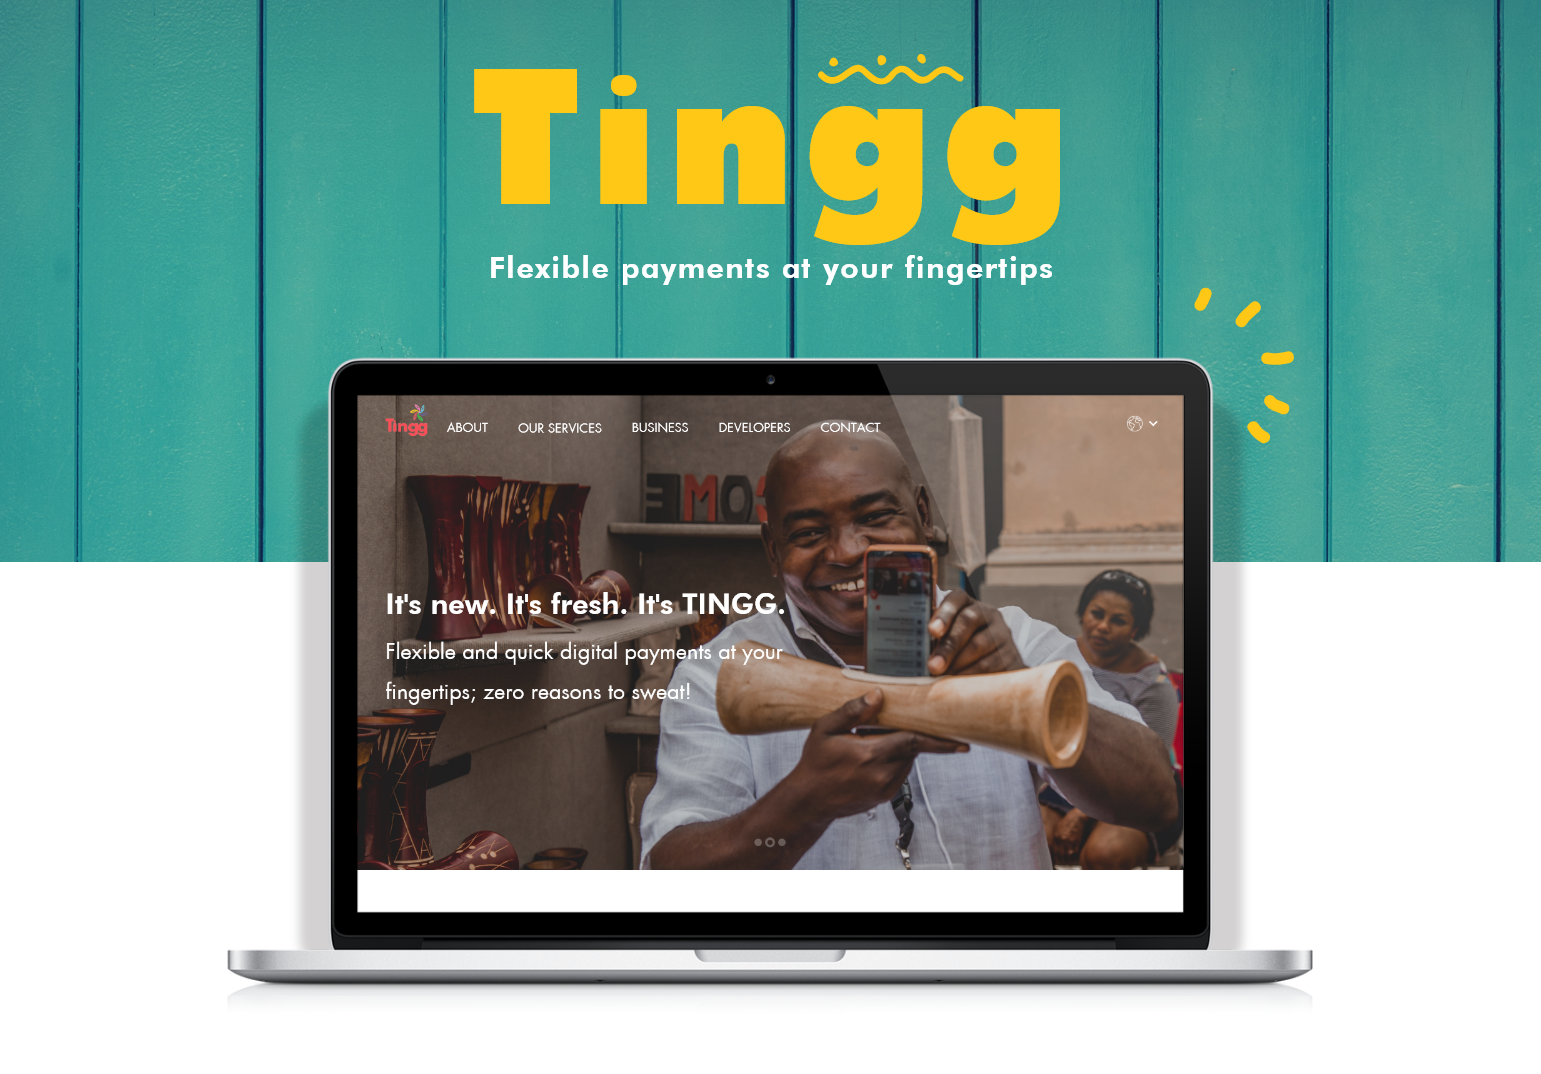 Tingg
Flexible payments at your fingertips
Tingg
ABOUT
OUR SERVICES
BUSINESS
DEVELOPERS
CONTACT
COME
It's new. It's fresh. It's TINGG.
Flexible and quick digital payments at your
fingertips; zero reasons to sweat!